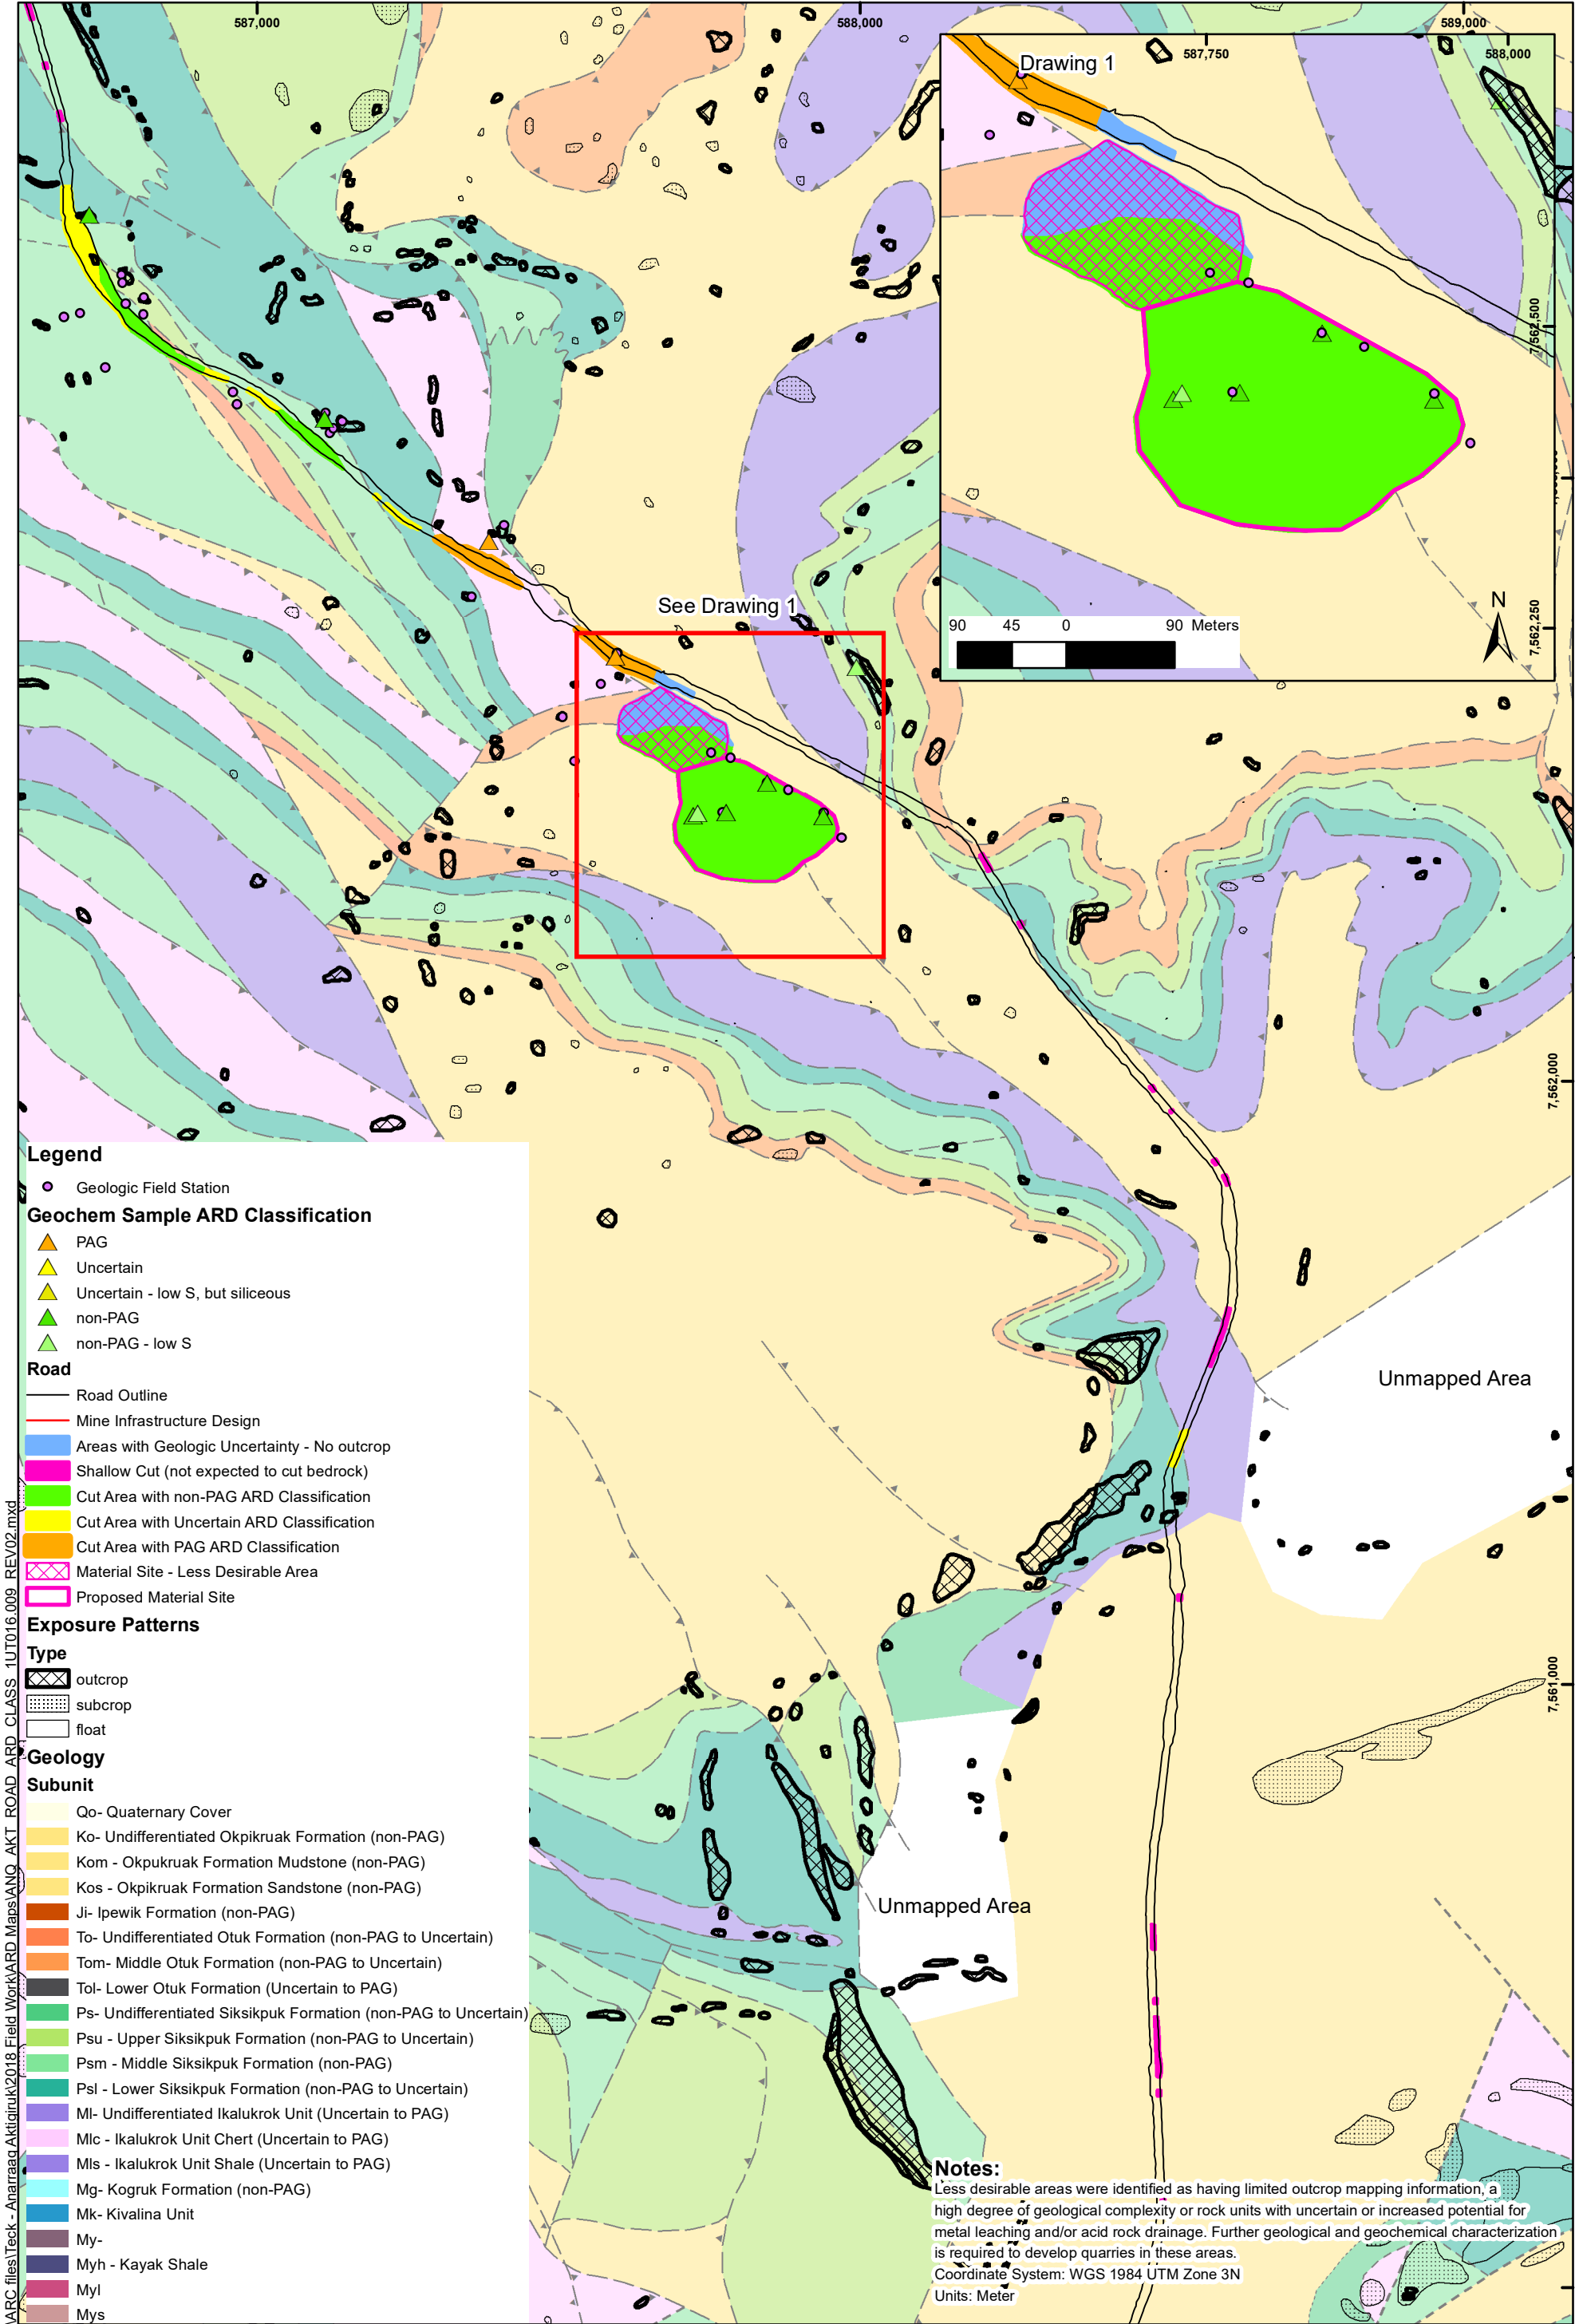 587,000
588,000
589,000
Drawing 1
587,750
588,000
7,562,500
7,562,250
N
90 45 0 90 Meters
See Drawing 1
7,562,000
Unmapped Area
7,561,000
Unmapped Area
Legend
Geologic Field Station
Geochem Sample ARD Classification
PAG
Uncertain
Uncertain - low S, but siliceous
non-PAG
non-PAG - low S
Road
Road Outline
Mine Infrastructure Design
Areas with Geologic Uncertainty - No outcrop
Shallow Cut (not expected to cut bedrock)
Cut Area with non-PAG ARD Classification
Cut Area with Uncertain ARD Classification
Cut Area with PAG ARD Classification
Material Site - Less Desirable Area
Proposed Material Site
Exposure Patterns
Type
outcrop
subcrop
float
Geology
Subunit
Qo- Quaternary Cover
Ko- Undifferentiated Okpikruak Formation (non-PAG)
Kom - Okpukruak Formation Mudstone (non-PAG)
Kos - Okpikruak Formation Sandstone (non-PAG)
Ji- Ipewik Formation (non-PAG)
To- Undifferentiated Otuk Formation (non-PAG to Uncertain)
Tom- Middle Otuk Formation (non-PAG to Uncertain)
Tol- Lower Otuk Formation (Uncertain to PAG)
Ps- Undifferentiated Siksikpuk Formation (non-PAG to Uncertain)
Psu - Upper Siksikpuk Formation (non-PAG to Uncertain)
Psm - Middle Siksikpuk Formation (non-PAG)
Psl - Lower Siksikpuk Formation (non-PAG to Uncertain)
MI- Undifferentiated Ikalukrok Unit (Uncertain to PAG)
Mlc - Ikalukrok Unit Chert (Uncertain to PAG)
Mls - Ikalukrok Unit Shale (Uncertain to PAG)
Mg- Kogruk Formation (non-PAG)
Mk- Kivalina Unit
My-
Myh - Kayak Shale
Myl
Mys
Notes:
Less desirable areas were identified as having limited outcrop mapping information, a
high degree of geological complexity or rock units with uncertain or increased potential for
metal leaching and/or acid rock drainage. Further geological and geochemical characterization
is required to develop quarries in these areas.
Coordinate System: WGS 1984 UTM Zone 3N
Units: Meter
files\Teck - Anarraaq Aktigiruk\2018 Field Work\ARD Maps\ANQ_AKT_ROAD_ARD_CLASS_1UT016.009_REV02.mxd